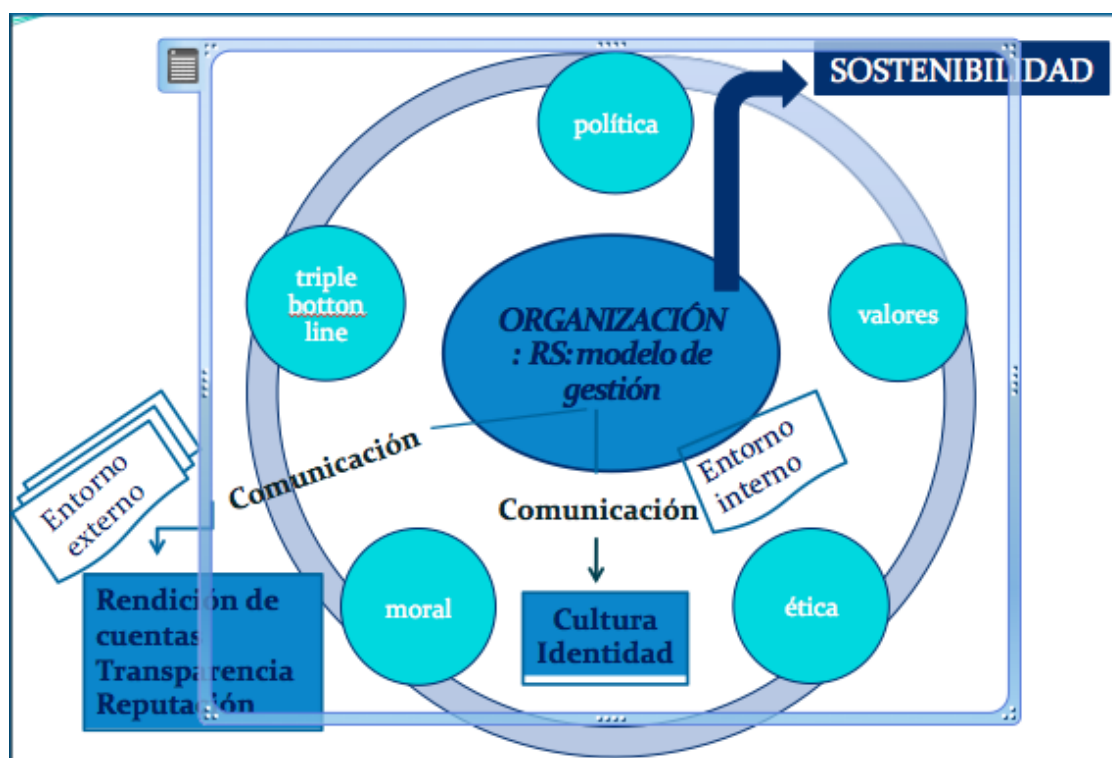 SOSTENIBILIDAD
política
triple
botton
line
valores
ORGANIZACIÓN
: RS: modelo de
gestión
Comunicación
Entorno
externo
Entorno
interno
Comunicación
Rendición de
cuentas
Transparencia
Reputación
moral
Cultura
Identidad
ética